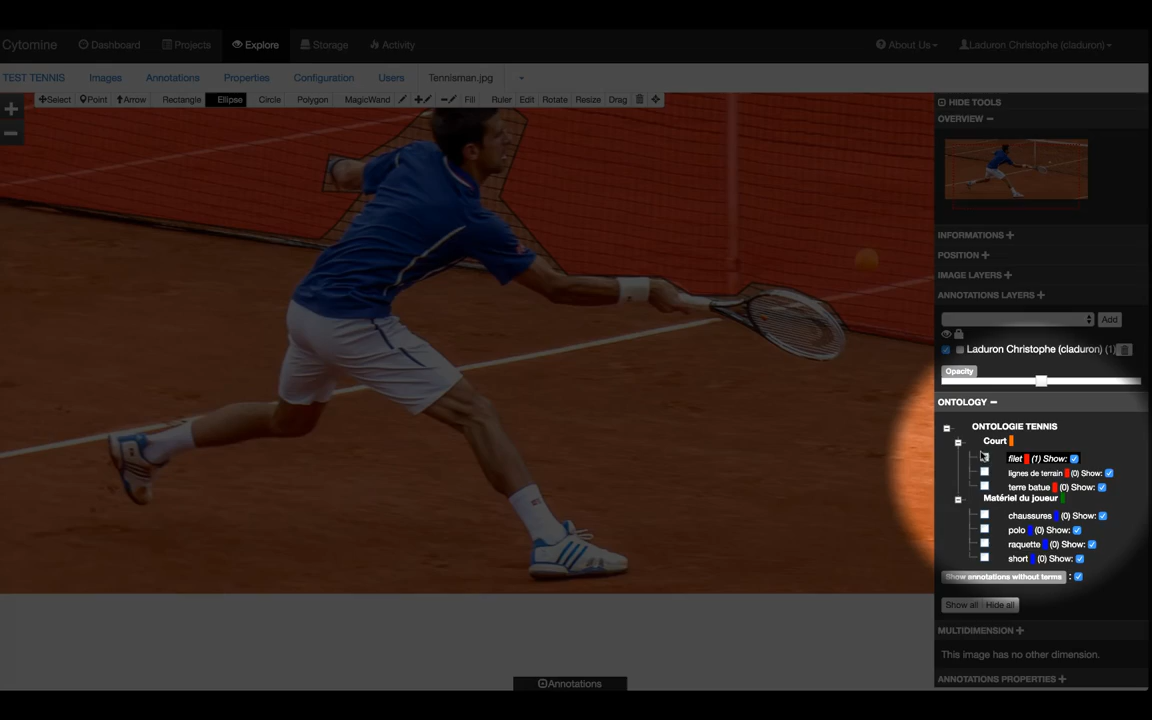 Cytomine Dashboard Projects Explore Storage Activity About Us Laduron Christophe (claduron)
TEST TENNIS Images Annotations Properties Configuration Users Tennisman.jpg
Select Point Arrow Rectangle Ellipse Circle Polygon MagicWand Fill Ruler Edit Rotate Resize Drag
HIDE TOOLS
OVERVIEW
INFORMATIONS
POSITION
IMAGE LAYERS
ANNOTATIONS LAYERS
Add
Laduron Christophe (claduron) (1)
Opacity
ONTOLOGY
ONTOLOGIE TENNIS
Court
filet (1) Show:
lignes de terrain (0) Show:
terre batue (0) Show:
Matériel du joueur
chaussures (0) Show:
polo (0) Show:
raquette (0) Show:
short (0) Show:
Show annotations without terms :
Show all Hide all
MULTIDIMENSION
This image has no other dimension.
Annotations
ANNOTATIONS PROPERTIES